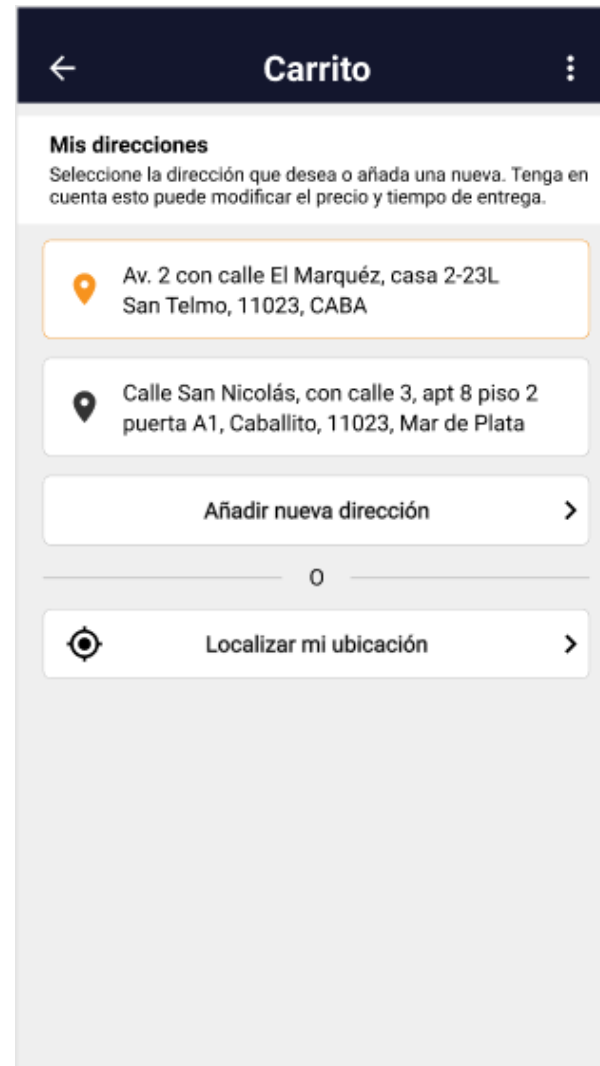 Carrito
Mis direcciones
Seleccione la dirección que desea o añada una nueva. Tenga en
cuenta esto puede modificar el precio y tiempo de entrega.
Av. 2 con calle El Marquéz, casa 2-23L
San Telmo, 11023, CABA
Calle San Nicolás, con calle 3, apt 8 piso 2
puerta A1, Caballito, 11023, Mar de Plata
Añadir nueva dirección
O
Localizar mi ubicación